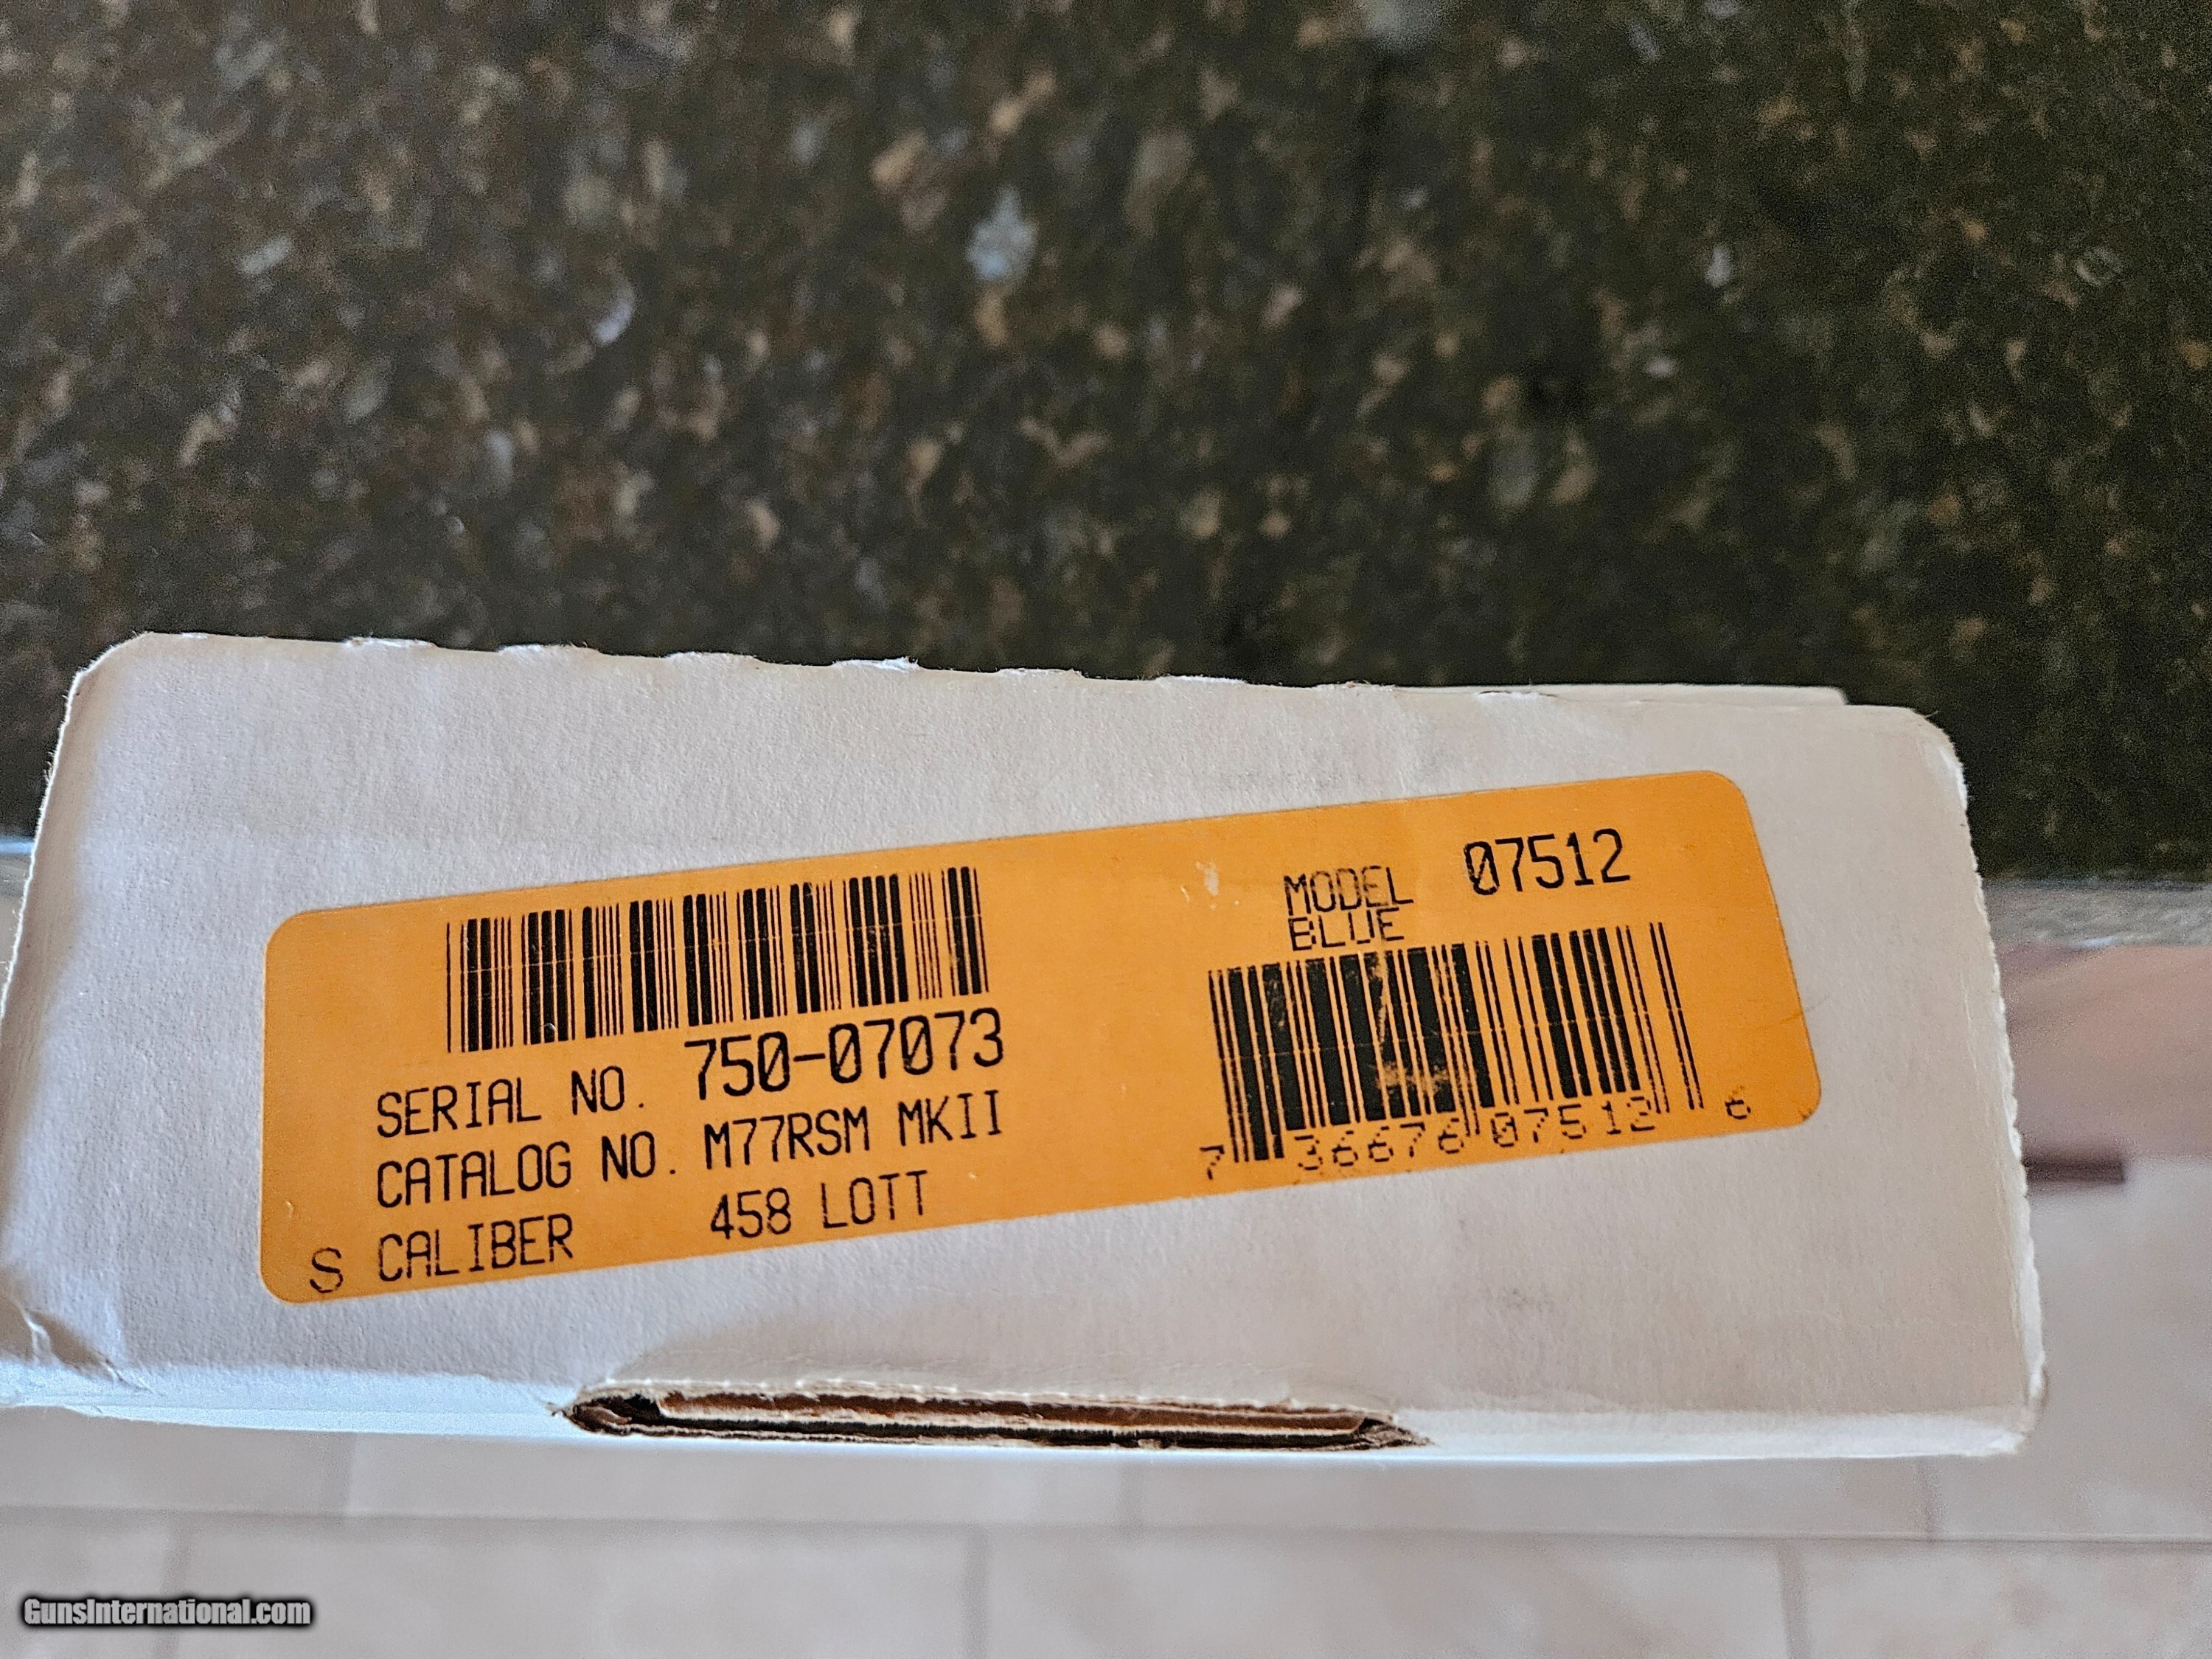 SERIAL NO. 750-07073
CATALOG NO. M77RSM MKII
S CALIBER 458 LOTT
MODEL 07512
BLUE
7 36676 07512 6
GunsInternational.com